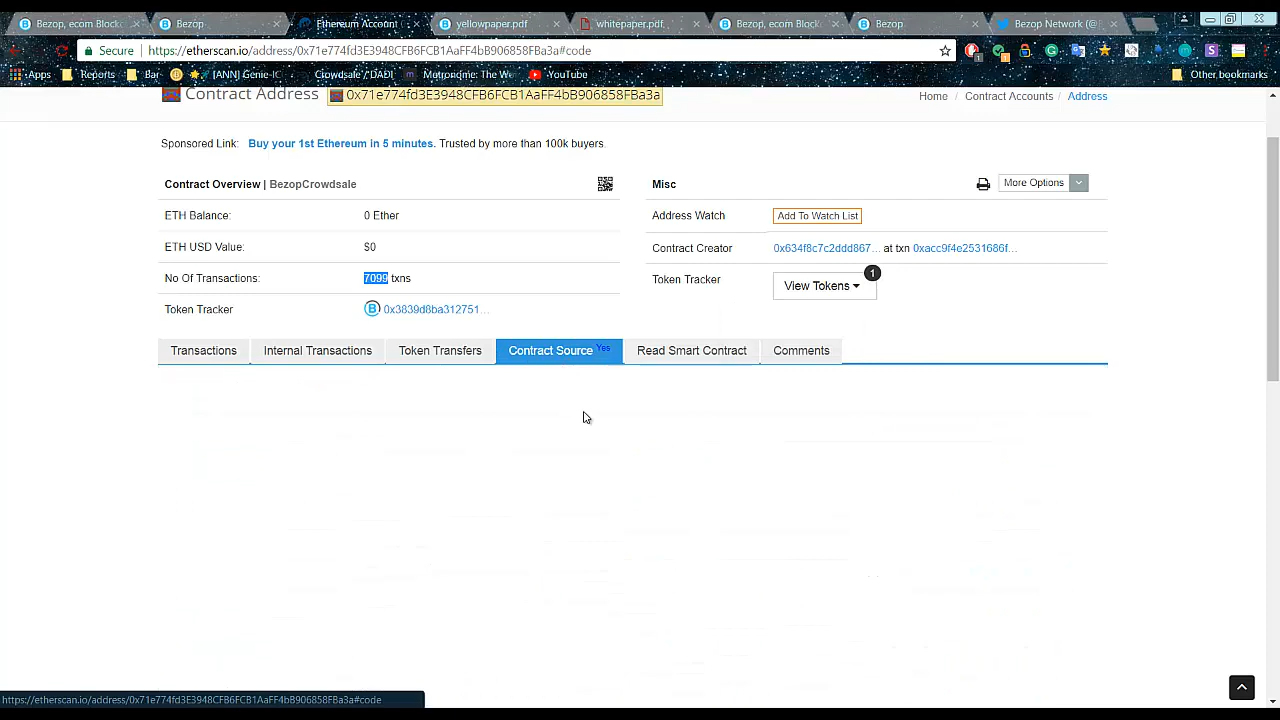 Bezop, ecom Block
Bezop
Ethereum Account
yellowpaper.pdf
whitepaper.pdf
Bezop, ecom Block
Bezop
Bezop Network (@
Secure
https://etherscan.io/address/0x71e774fd3E3948CFB6FCB1AaFF4bB906858FBa3a#code
Apps
Reports
Bar
[ANN] Genie IC
Crowdsale / DADI
YouTube
Other bookmarks
Contract Address
0x71e774fd3E3948CFB6FCB1AaFF4bB906858FBa3a
Home / Contract Accounts / Address
Sponsored Link: Buy your 1st Ethereum in 5 minutes. Trusted by more than 100k buyers.
Contract Overview | BezopCrowdsale
ETH Balance: 0 Ether
ETH USD Value: $0
No Of Transactions: 7099 txns
Token Tracker 0x3839d8ba312751...
Misc
More Options
Address Watch Add To Watch List
Contract Creator 0x634f8c7c2ddd867... at txn 0xacc9f4e2531686f...
Token Tracker View Tokens 1
Transactions
Internal Transactions
Token Transfers
Contract Source Yes
Read Smart Contract
Comments
https://etherscan.io/address/0x71e774fd3E3948CFB6FCB1AaFF4bB906858FBa3a#code